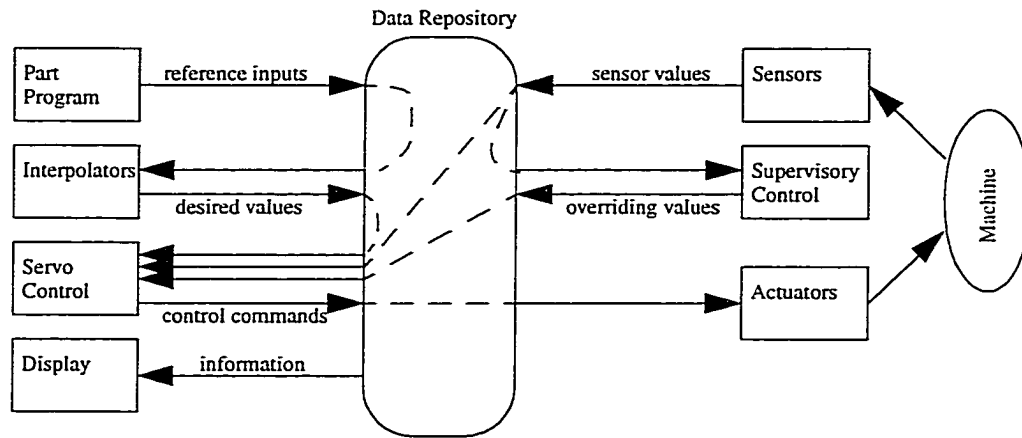 Data Repository
Part
Program
reference inputs
sensor values
Sensors
Interpolators
desired values
Supervisory
Control
overriding values
Machine
Servo
Control
control commands
Actuators
Display
information